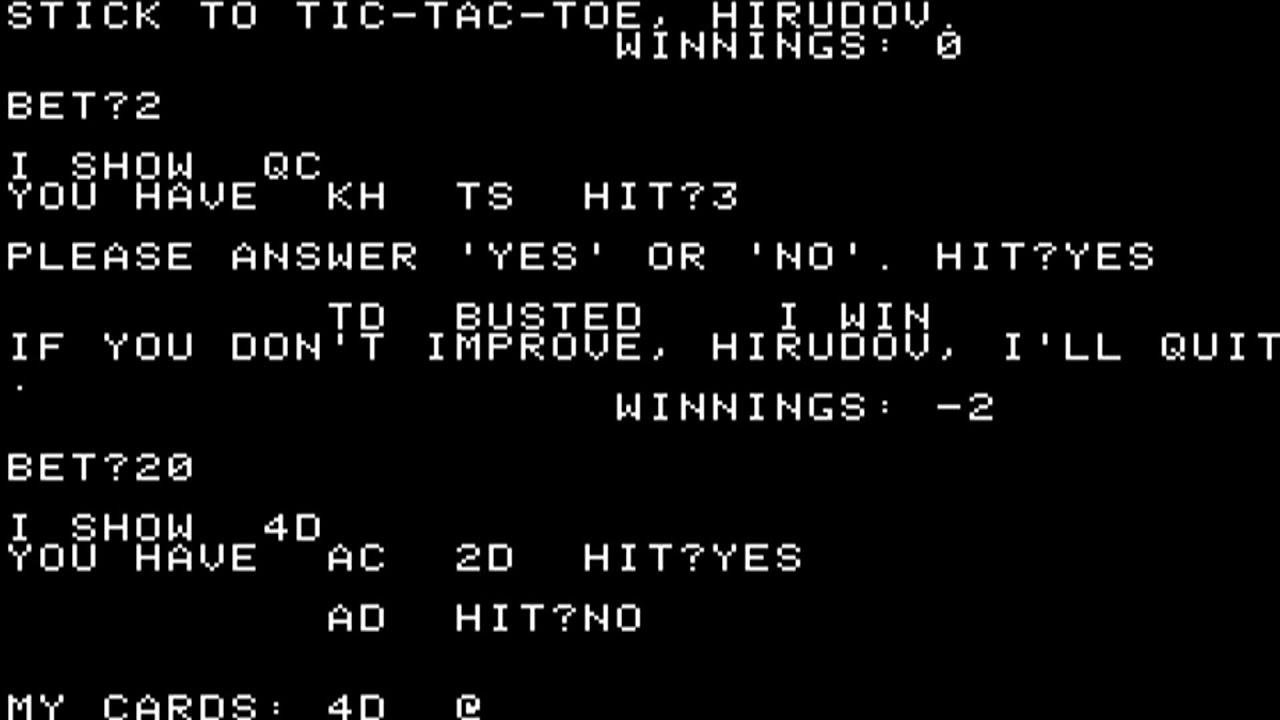 STICK TO TIC-TAC-TOE, HIRUDOV.
WINNINGS: 0
BET?2
I SHOW QC
YOU HAVE KH TS HIT?3
PLEASE ANSWER 'YES' OR 'NO'. HIT?YES
TD BUSTED I WIN
IF YOU DON'T IMPROVE, HIRUDOV, I'LL QUIT
.
WINNINGS: -2
BET?20
I SHOW 4D
YOU HAVE AC 2D HIT?YES
AD HIT?NO
MY CARDS: 4D @